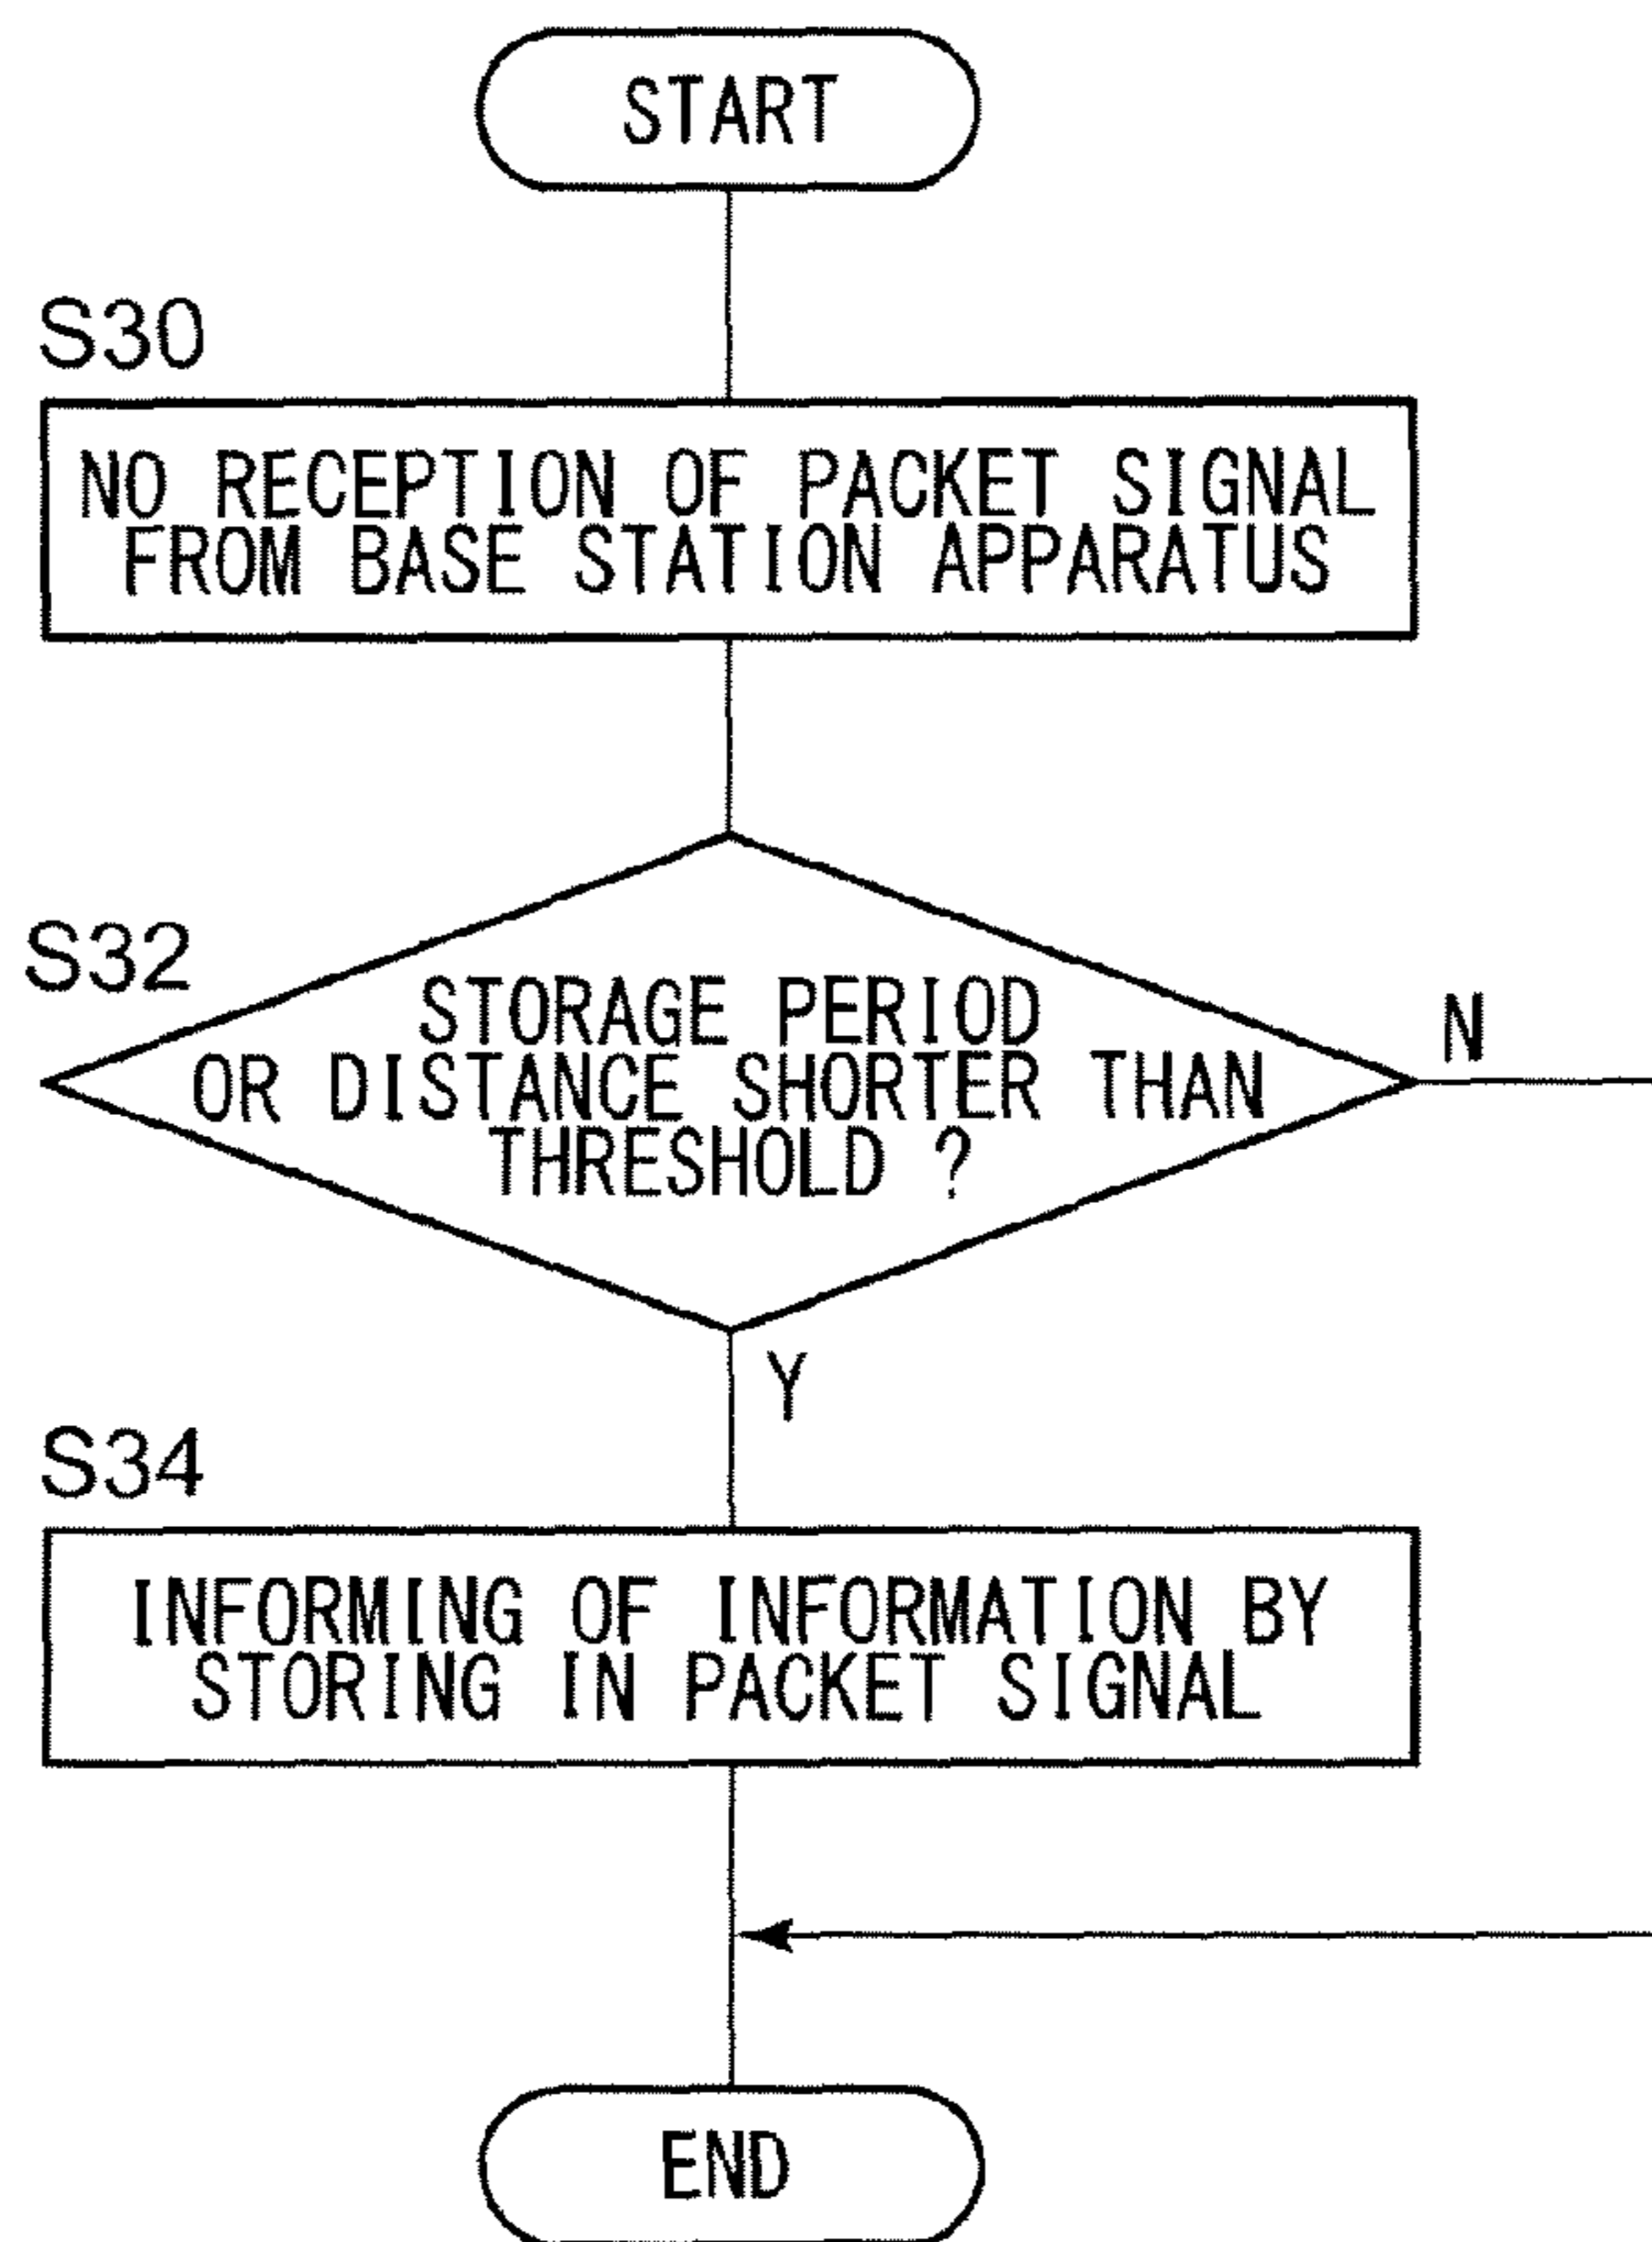 START
S30
NO RECEPTION OF PACKET SIGNAL
FROM BASE STATION APPARATUS
S32
STORAGE PERIOD
OR DISTANCE SHORTER THAN
THRESHOLD ?
N
Y
S34
INFORMING OF INFORMATION BY
STORING IN PACKET SIGNAL
END